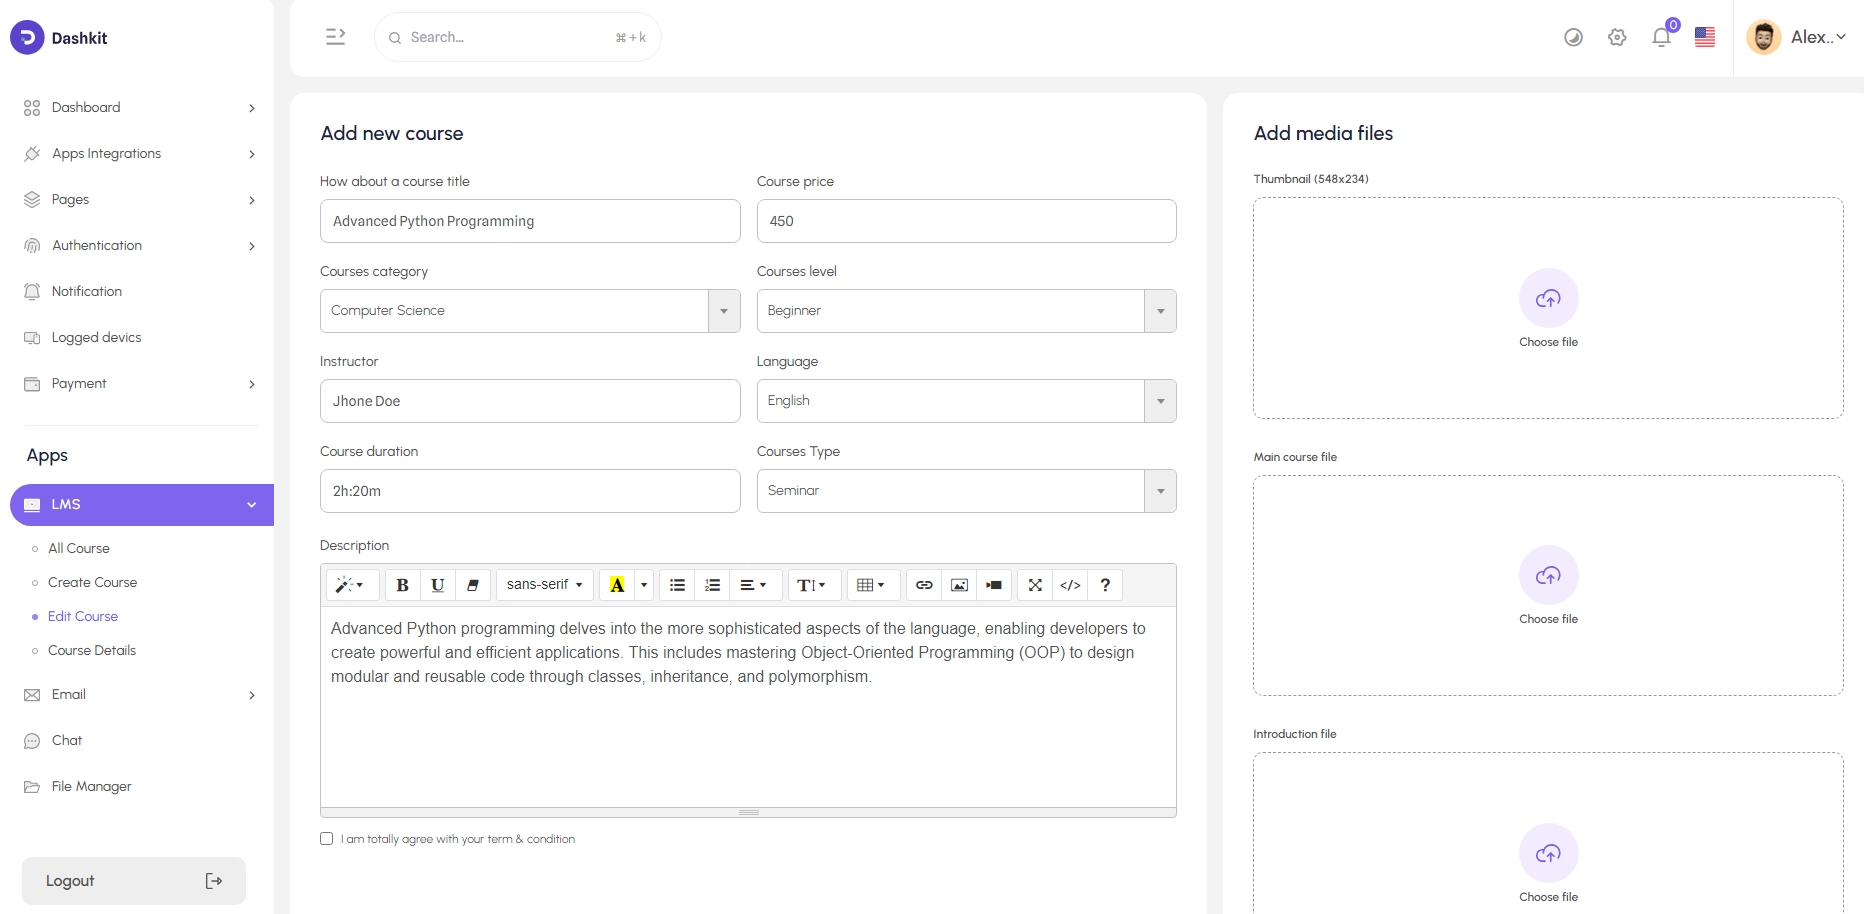 Dashkit
Search...
⌘ + k
0
Alex..
Dashboard
Apps Integrations
Pages
Authentication
Notification
Logged devics
Payment
Apps
LMS
All Course
Create Course
Edit Course
Course Details
Email
Chat
File Manager
Logout
Add new course
How about a course title
Course price
Advanced Python Programming
450
Courses category
Courses level
Computer Science
Beginner
Instructor
Language
Jhone Doe
English
Course duration
Courses Type
2h:20m
Seminar
Description
B U sans-serif A T </> ?
Advanced Python programming delves into the more sophisticated aspects of the language, enabling developers to
create powerful and efficient applications. This includes mastering Object-Oriented Programming (OOP) to design
modular and reusable code through classes, inheritance, and polymorphism.
I am totally agree with your term & condition
Add media files
Thumbnail (548x234)
Choose file
Main course file
Choose file
Introduction file
Choose file